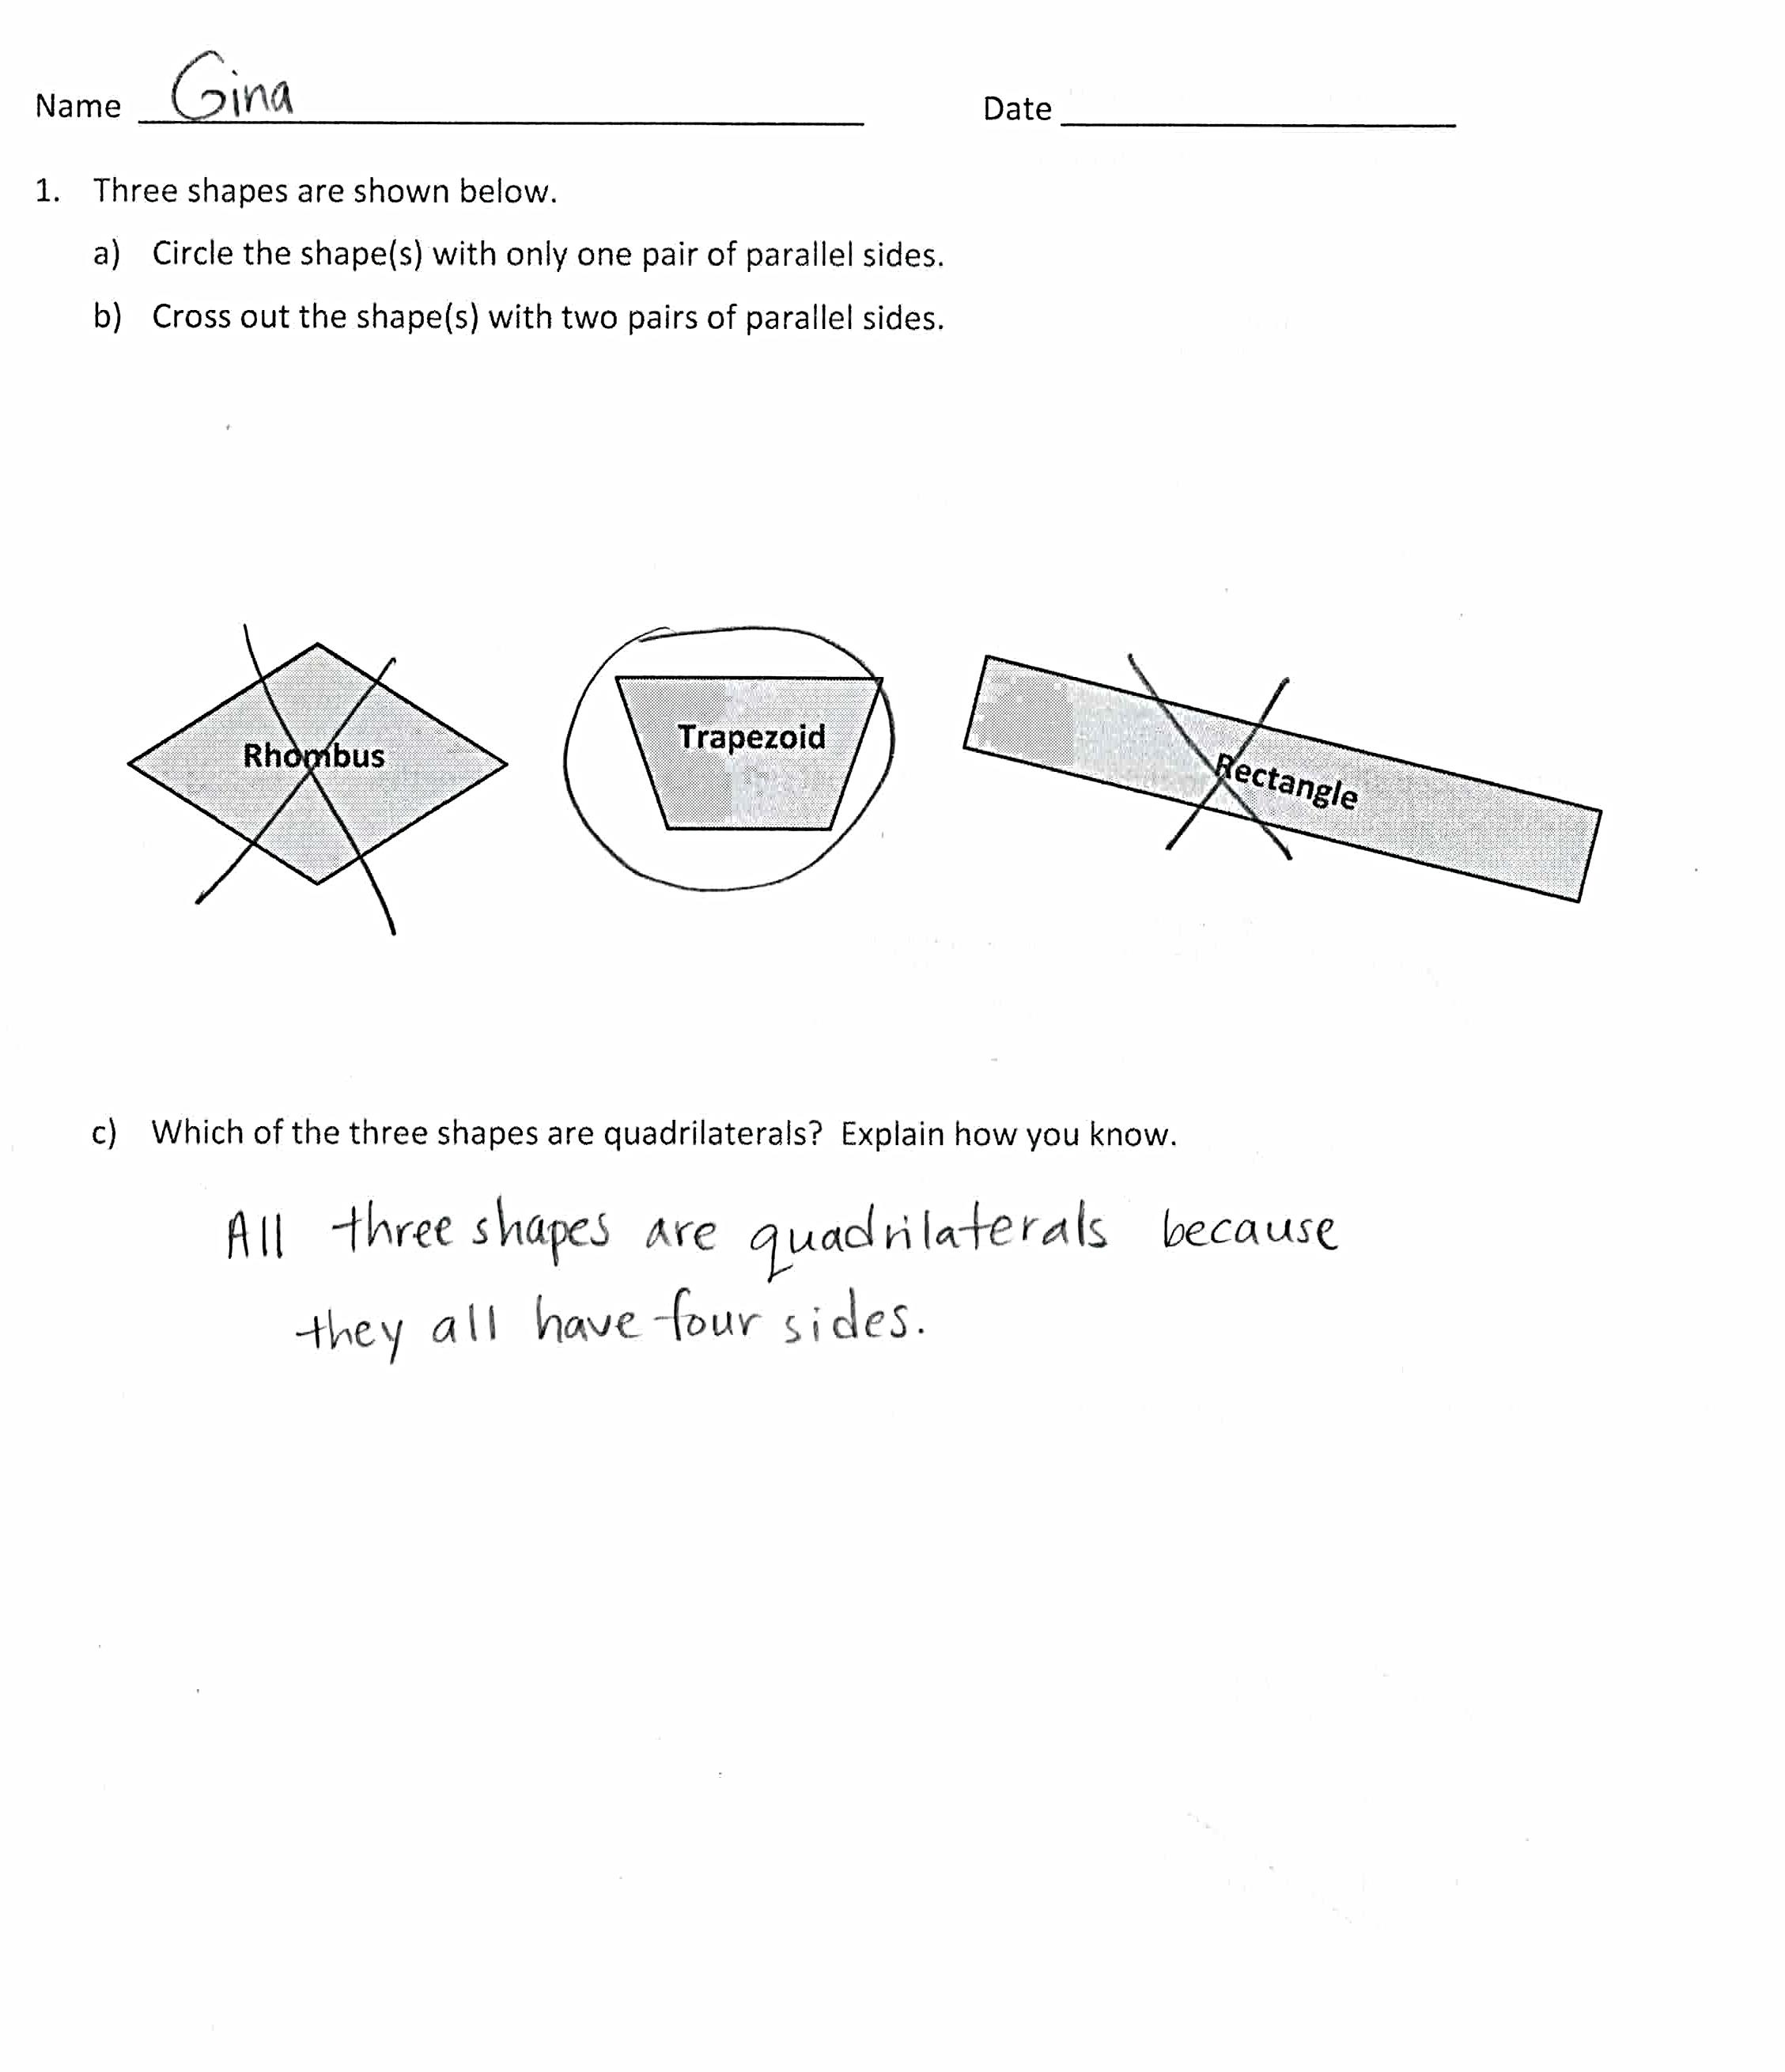 Name Gina Date
1. Three shapes are shown below.
a) Circle the shape(s) with only one pair of parallel sides.
b) Cross out the shape(s) with two pairs of parallel sides.
Rhombus
Trapezoid
Rectangle
c) Which of the three shapes are quadrilaterals? Explain how you know.
All three shapes are quadrilaterals because
they all have four sides.